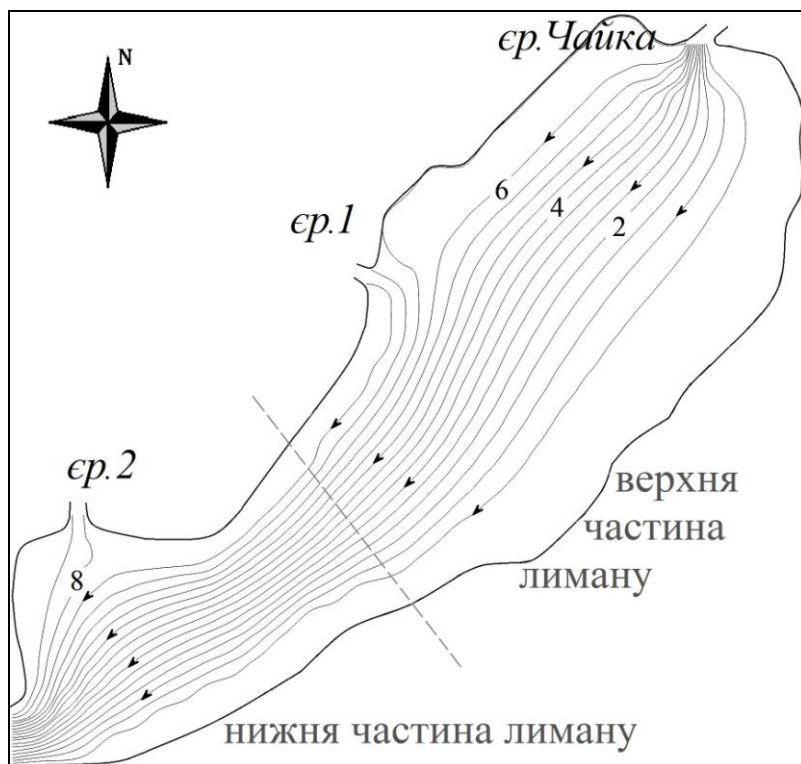 єр.Чайка
N
6
4
2
єр.1
єр.2
верхня
частина
лиману
8
нижня частина лиману